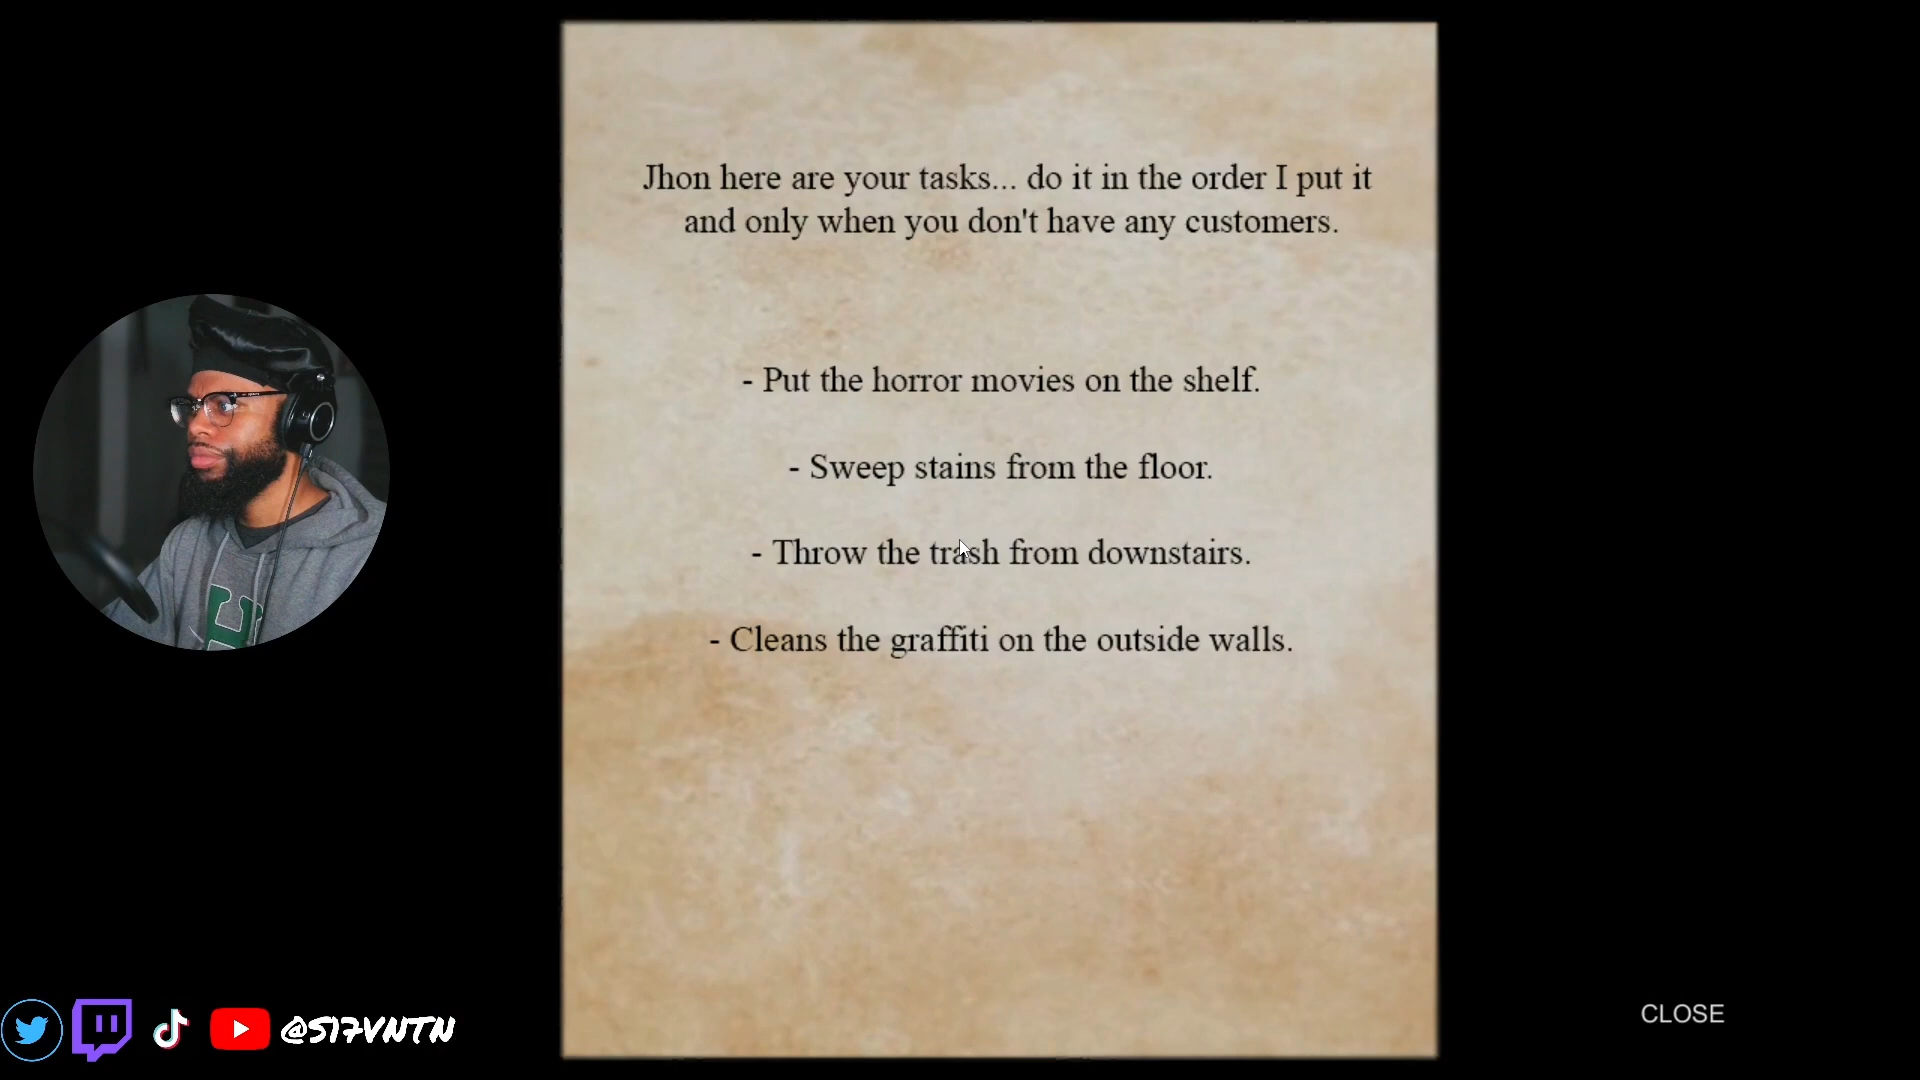 Jhon here are your tasks... do it in the order I put it
and only when you don't have any customers.
- Put the horror movies on the shelf.
- Sweep stains from the floor.
- Throw the trash from downstairs.
- Cleans the graffiti on the outside walls.
@S17VNTN
CLOSE